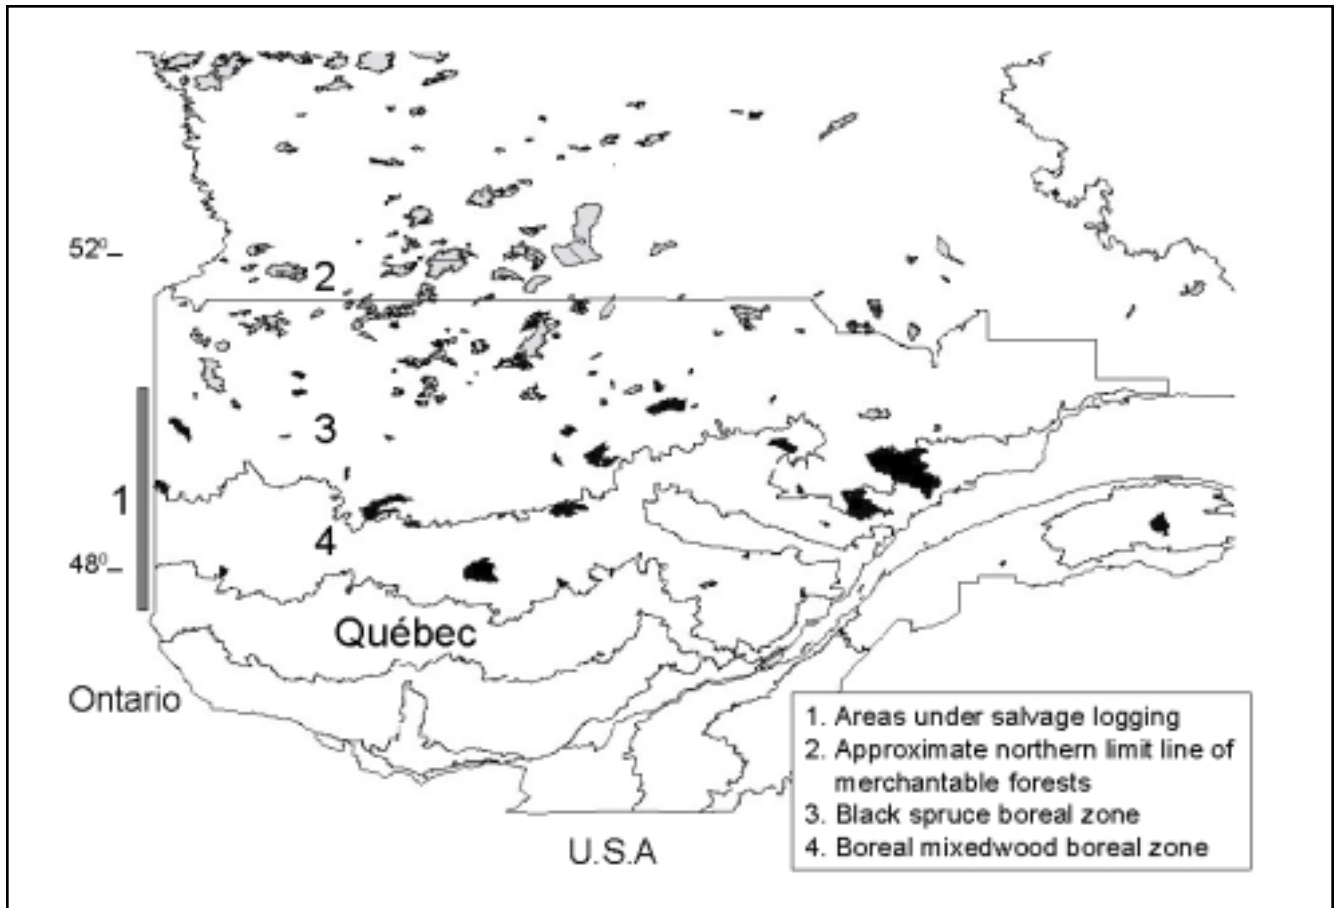 52⁰
2
3
1
4
48⁰
Québec
Ontario
1. Areas under salvage logging
2. Approximate northern limit line of
merchantable forests
3. Black spruce boreal zone
4. Boreal mixedwood boreal zone
U.S.A